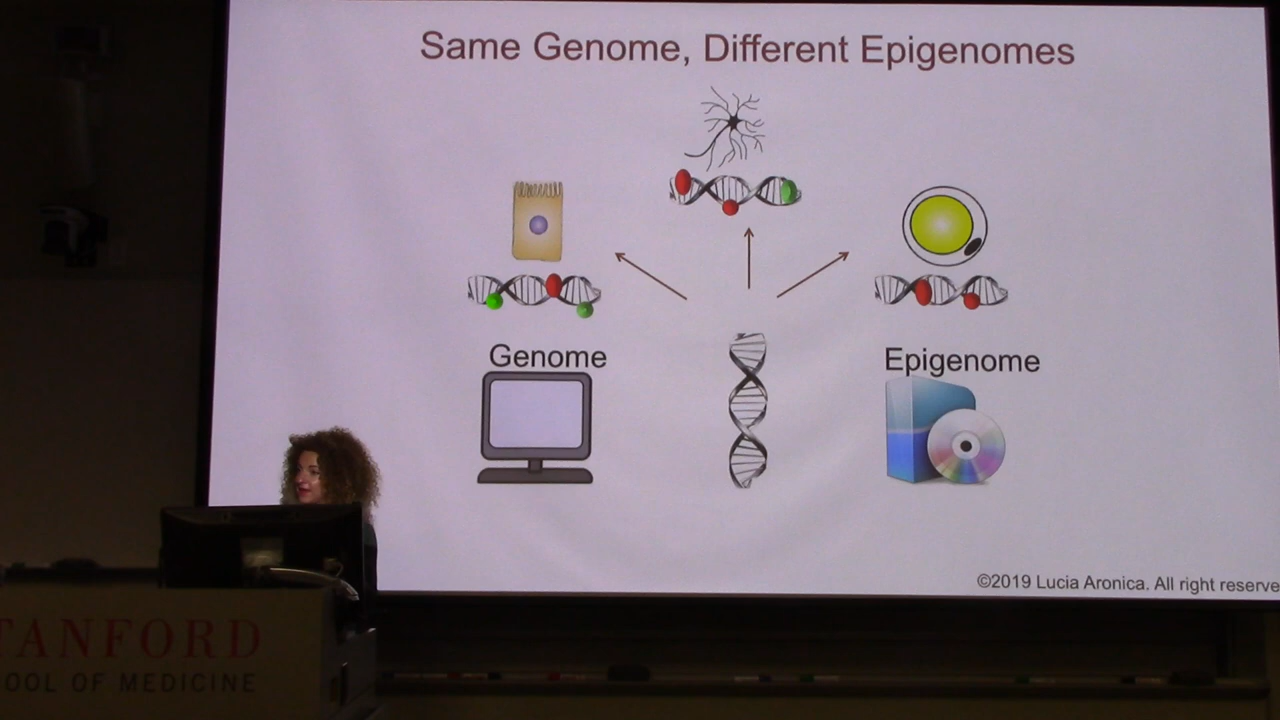 Same Genome, Different Epigenomes
Genome
Epigenome
©2019 Lucia Aronica. All right reserve
TANFORD
OOL OF MEDICINE